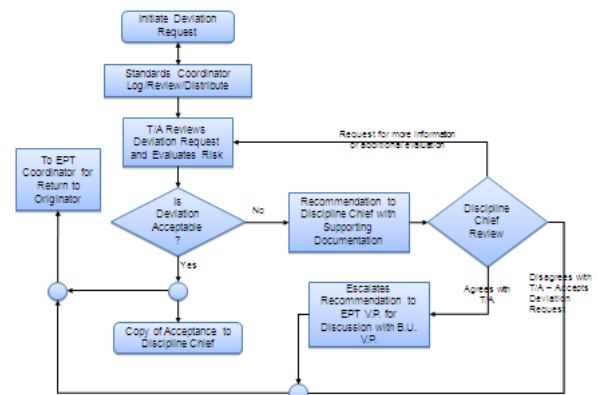 Initiate Deviation
Request
Standards Coordinator
Log/Review/Distribute
T/A Reviews
Deviation Request
and Evaluates Risk
Request for more Information
or additional evaluation
To EPT
Coordinator for
Return to
Originator
Is
Deviation
Acceptable
?
No
Recommendation to
Discipline Chief with
Supporting
Documentation
Discipline
Chief
Review
Yes
Escalates
Recommendation to
EPT V.P. for
Discussion with B.U.
V.P.
Agrees with
T/A
Disagrees with
T/A – Accepts
Deviation
Request
Copy of Acceptance to
Discipline Chief